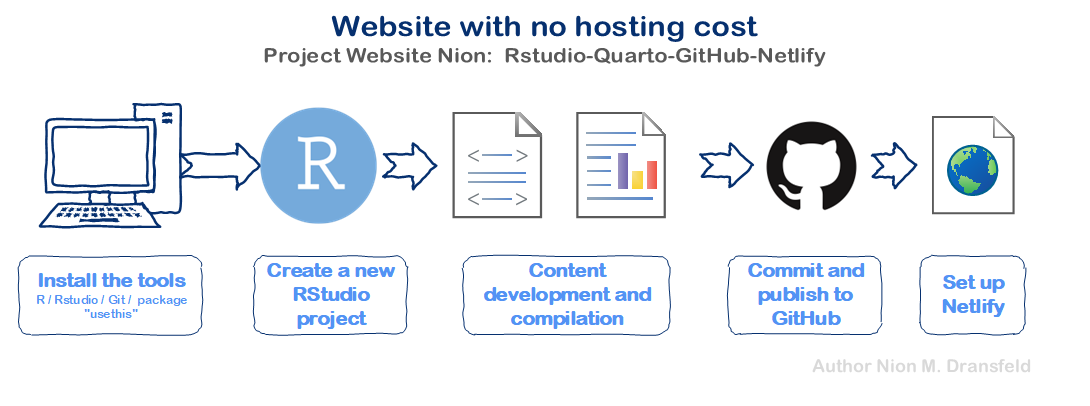 Website with no hosting cost
Project Website Nion:  Rstudio-Quarto-GitHub-Netlify
R
< >
< >
Install the tools
R / Rstudio / Git /  package
"usethis"
Create a new
RStudio
project
Content
development and
compilation
Commit and
publish to
GitHub
Set up
Netlify
Author Nion M. Dransfeld